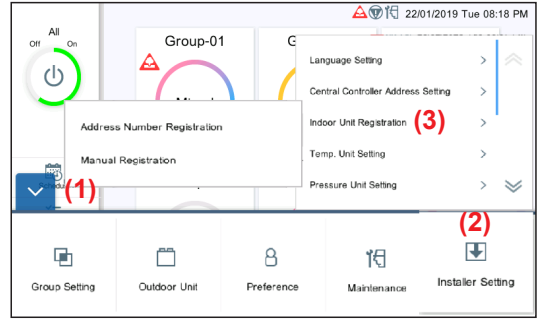 22/01/2019 Tue 08:18 PM
All
Off On
Group-01
G
Language Setting
Central Controller Address Setting
Indoor Unit Registration (3)
Temp. Unit Setting
Pressure Unit Setting
Address Number Registration
Manual Registration
(1)
(2)
Group Setting
Outdoor Unit
Preference
Maintenance
Installer Setting